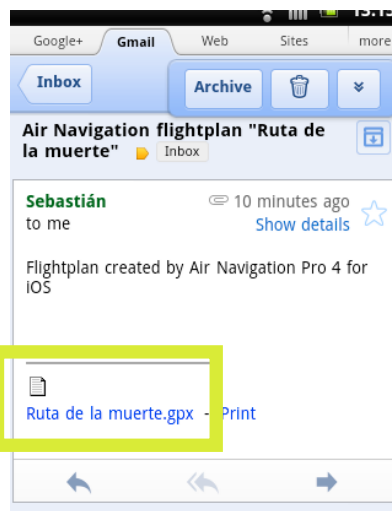 13:15
Google+ Gmail Web Sites more
Inbox Archive
Air Navigation flightplan "Ruta de
la muerte" Inbox
Sebastián 10 minutes ago
to me Show details
Flightplan created by Air Navigation Pro 4 for
iOS
Ruta de la muerte.gpx - Print